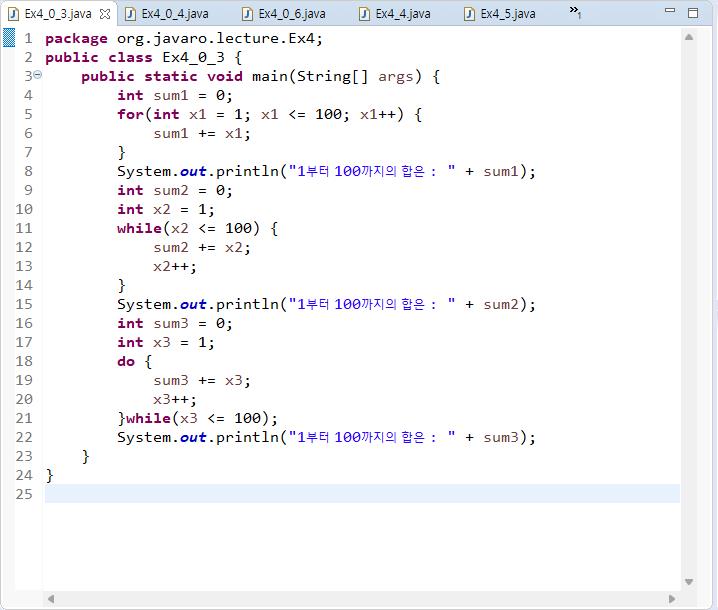 Ex4_0_3.java Ex4_0_4.java Ex4_0_6.java Ex4_4.java Ex4_5.java »1
1 package org.javaro.lecture.Ex4;
2 public class Ex4_0_3 {
3 public static void main(String[] args) {
4 int sum1 = 0;
5 for(int x1 = 1; x1 <= 100; x1++) {
6 sum1 += x1;
7 }
8 System.out.println("1부터 100까지의 합은 : " + sum1);
9 int sum2 = 0;
10 int x2 = 1;
11 while(x2 <= 100) {
12 sum2 += x2;
13 x2++;
14 }
15 System.out.println("1부터 100까지의 합은 : " + sum2);
16 int sum3 = 0;
17 int x3 = 1;
18 do {
19 sum3 += x3;
20 x3++;
21 }while(x3 <= 100);
22 System.out.println("1부터 100까지의 합은 : " + sum3);
23 }
24 }
25